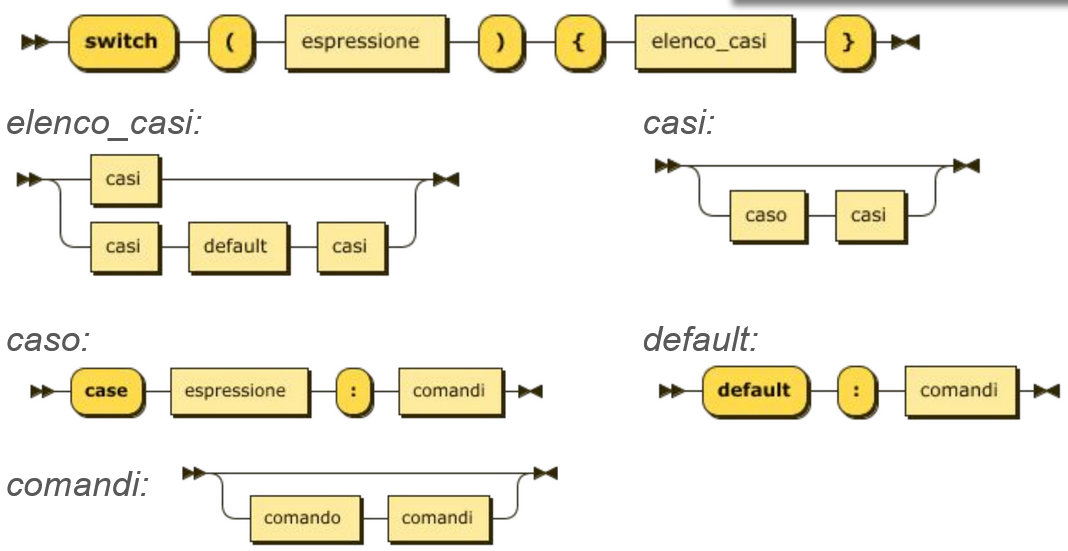 switch ( espressione ) { elenco_casi }
elenco_casi:
casi:
casi
caso casi
casi default casi
caso:
default:
case espressione : comandi
default : comandi
comandi:
comando comandi